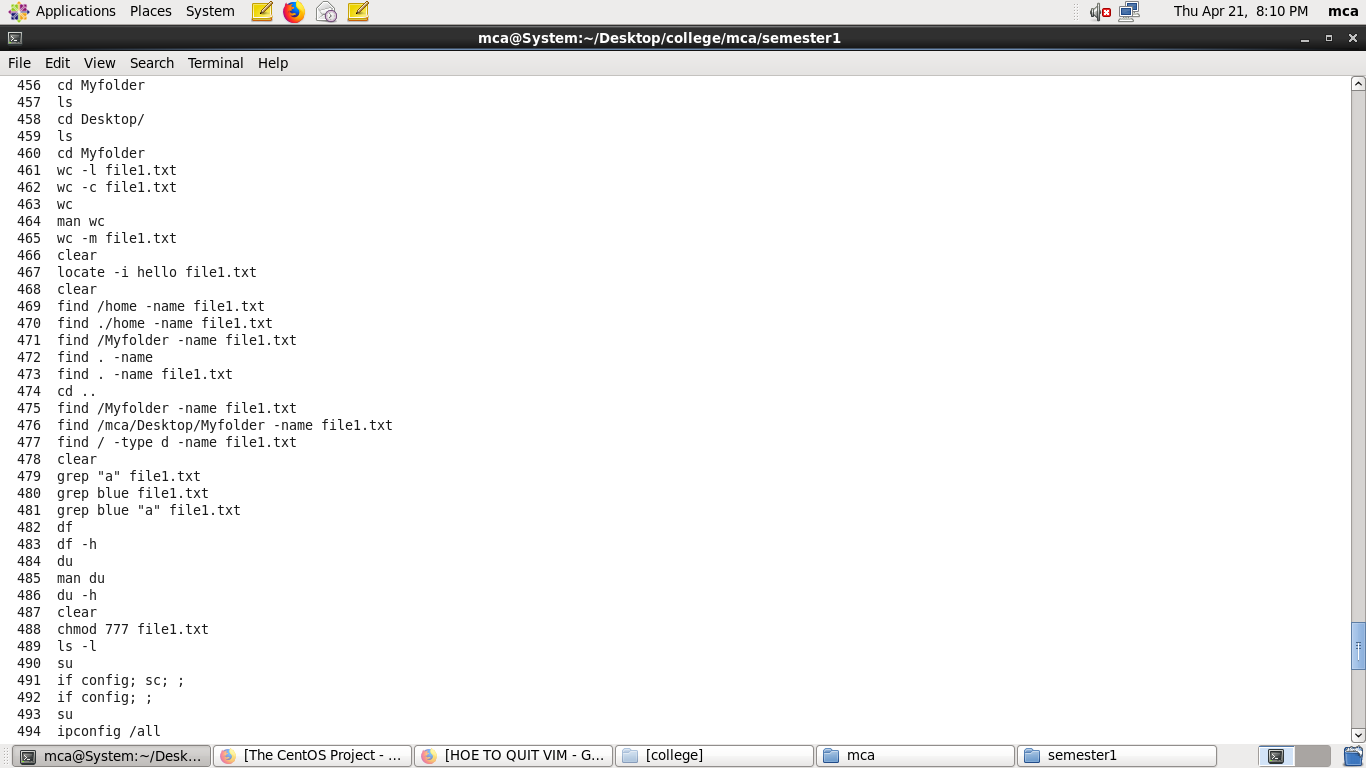 Applications Places System Thu Apr 21, 8:10 PM mca
mca@System:~/Desktop/college/mca/semester1
File Edit View Search Terminal Help
456 cd Myfolder
457 ls
458 cd Desktop/
459 ls
460 cd Myfolder
461 wc -l file1.txt
462 wc -c file1.txt
463 wc
464 man wc
465 wc -m file1.txt
466 clear
467 locate -i hello file1.txt
468 clear
469 find /home -name file1.txt
470 find ./home -name file1.txt
471 find /Myfolder -name file1.txt
472 find . -name
473 find . -name file1.txt
474 cd ..
475 find /Myfolder -name file1.txt
476 find /mca/Desktop/Myfolder -name file1.txt
477 find / -type d -name file1.txt
478 clear
479 grep "a" file1.txt
480 grep blue file1.txt
481 grep blue "a" file1.txt
482 df
483 df -h
484 du
485 man du
486 du -h
487 clear
488 chmod 777 file1.txt
489 ls -l
490 su
491 if config; sc; ;
492 if config; ;
493 su
494 ipconfig /all
mca@System:~/Desk... [The CentOS Project - ... [HOE TO QUIT VIM - G... [college] mca semester1